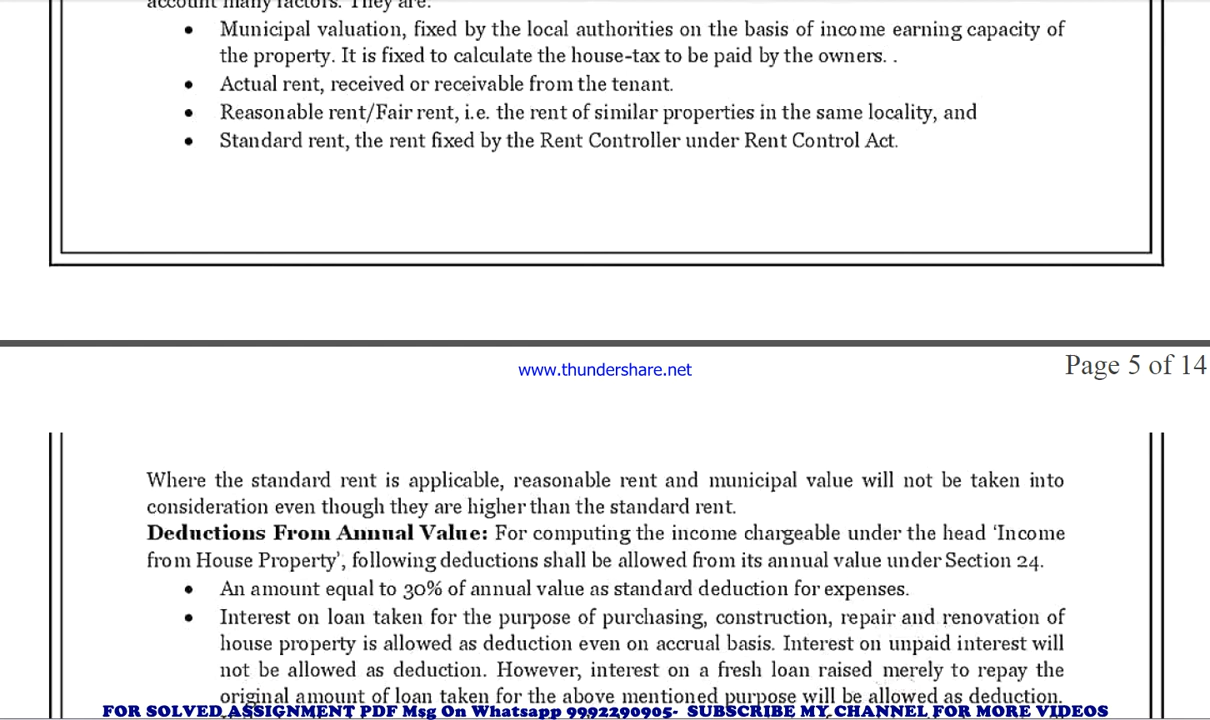 account many factors. They are:
• Municipal valuation, fixed by the local authorities on the basis of income earning capacity of
the property. It is fixed to calculate the house-tax to be paid by the owners. .
• Actual rent, received or receivable from the tenant.
• Reasonable rent/Fair rent, i.e. the rent of similar properties in the same locality, and
• Standard rent, the rent fixed by the Rent Controller under Rent Control Act.
www.thundershare.net
Page 5 of 14
Where the standard rent is applicable, reasonable rent and municipal value will not be taken into
consideration even though they are higher than the standard rent.
Deductions From Annual Value: For computing the income chargeable under the head ‘Income
from House Property’, following deductions shall be allowed from its annual value under Section 24.
• An amount equal to 30% of annual value as standard deduction for expenses.
• Interest on loan taken for the purpose of purchasing, construction, repair and renovation of
house property is allowed as deduction even on accrual basis. Interest on unpaid interest will
not be allowed as deduction. However, interest on a fresh loan raised merely to repay the
original amount of loan taken for the above mentioned purpose will be allowed as deduction.
FOR SOLVED ASSIGNMENT PDF Msg On Whatsapp 9992290905- SUBSCRIBE MY CHANNEL FOR MORE VIDEOS